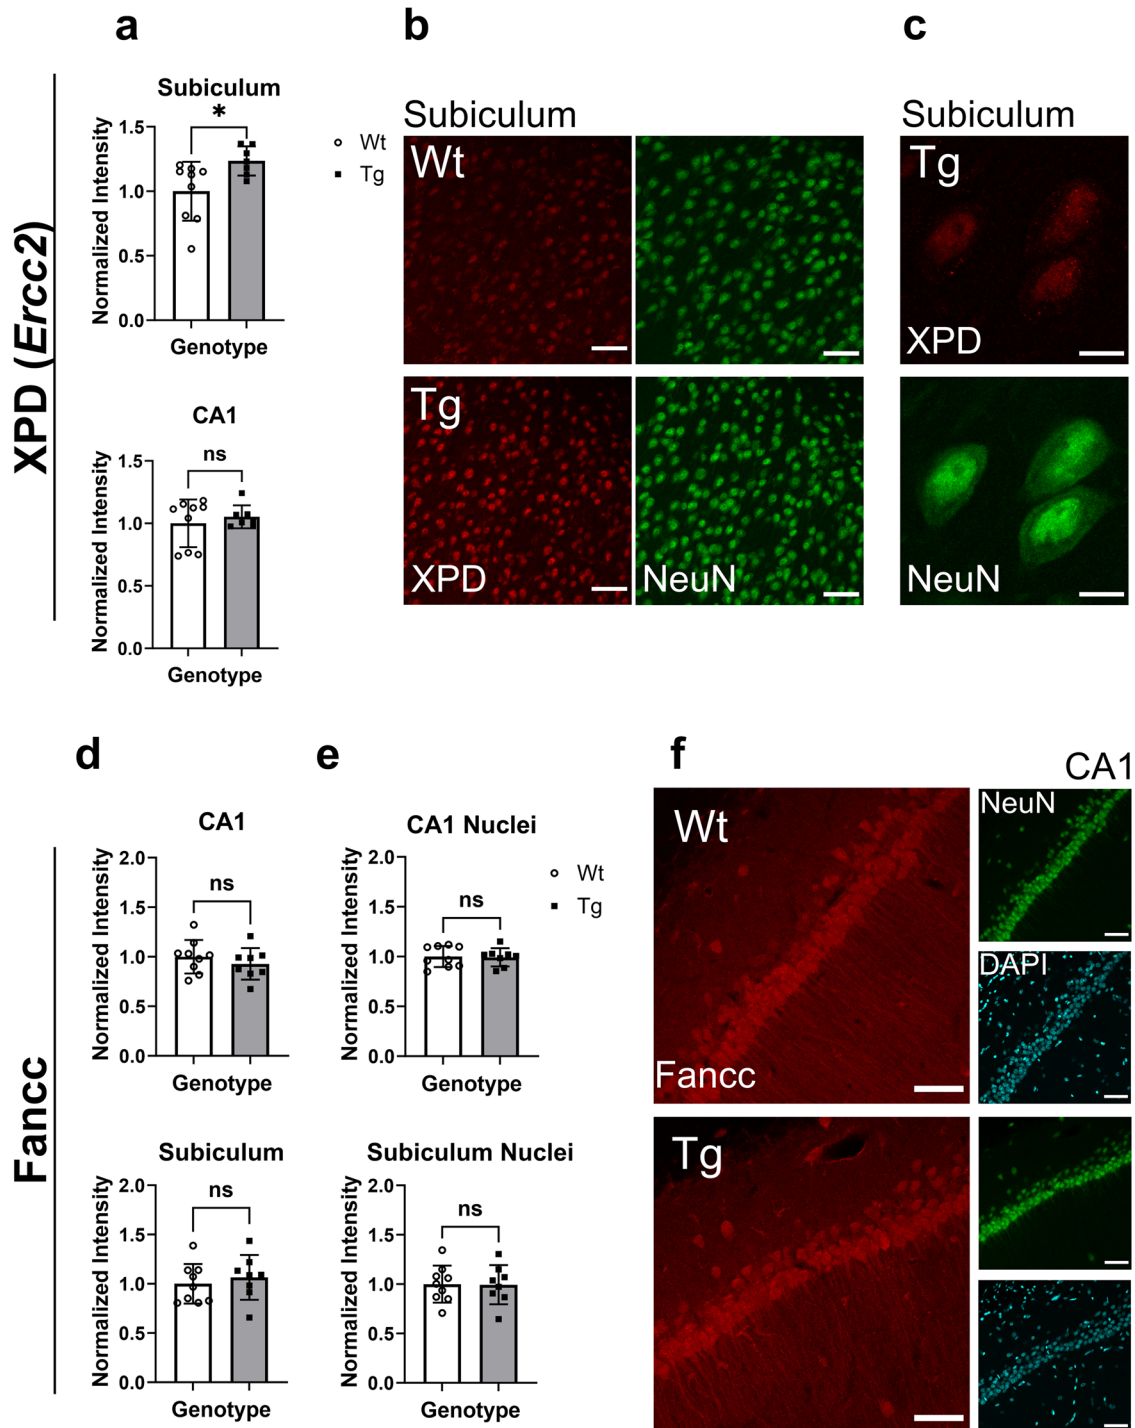 a
b
c
XPD (Ercc2)
Subiculum
*
Normalized Intensity
1.5
1.0
0.5
0.0
Genotype
Wt
Tg
CA1
ns
Normalized Intensity
1.5
1.0
0.5
0.0
Genotype
Subiculum
Wt
Tg
XPD
NeuN
Subiculum
Tg
XPD
NeuN
d
e
f
Fancc
CA1
ns
Normalized Intensity
2.0
1.5
1.0
0.5
0.0
Genotype
Subiculum
ns
Normalized Intensity
2.0
1.5
1.0
0.5
0.0
Genotype
CA1 Nuclei
ns
Normalized Intensity
2.0
1.5
1.0
0.5
0.0
Genotype
Wt
Tg
Subiculum Nuclei
ns
Normalized Intensity
2.0
1.5
1.0
0.5
0.0
Genotype
CA1
Wt
Fancc
NeuN
DAPI
Tg